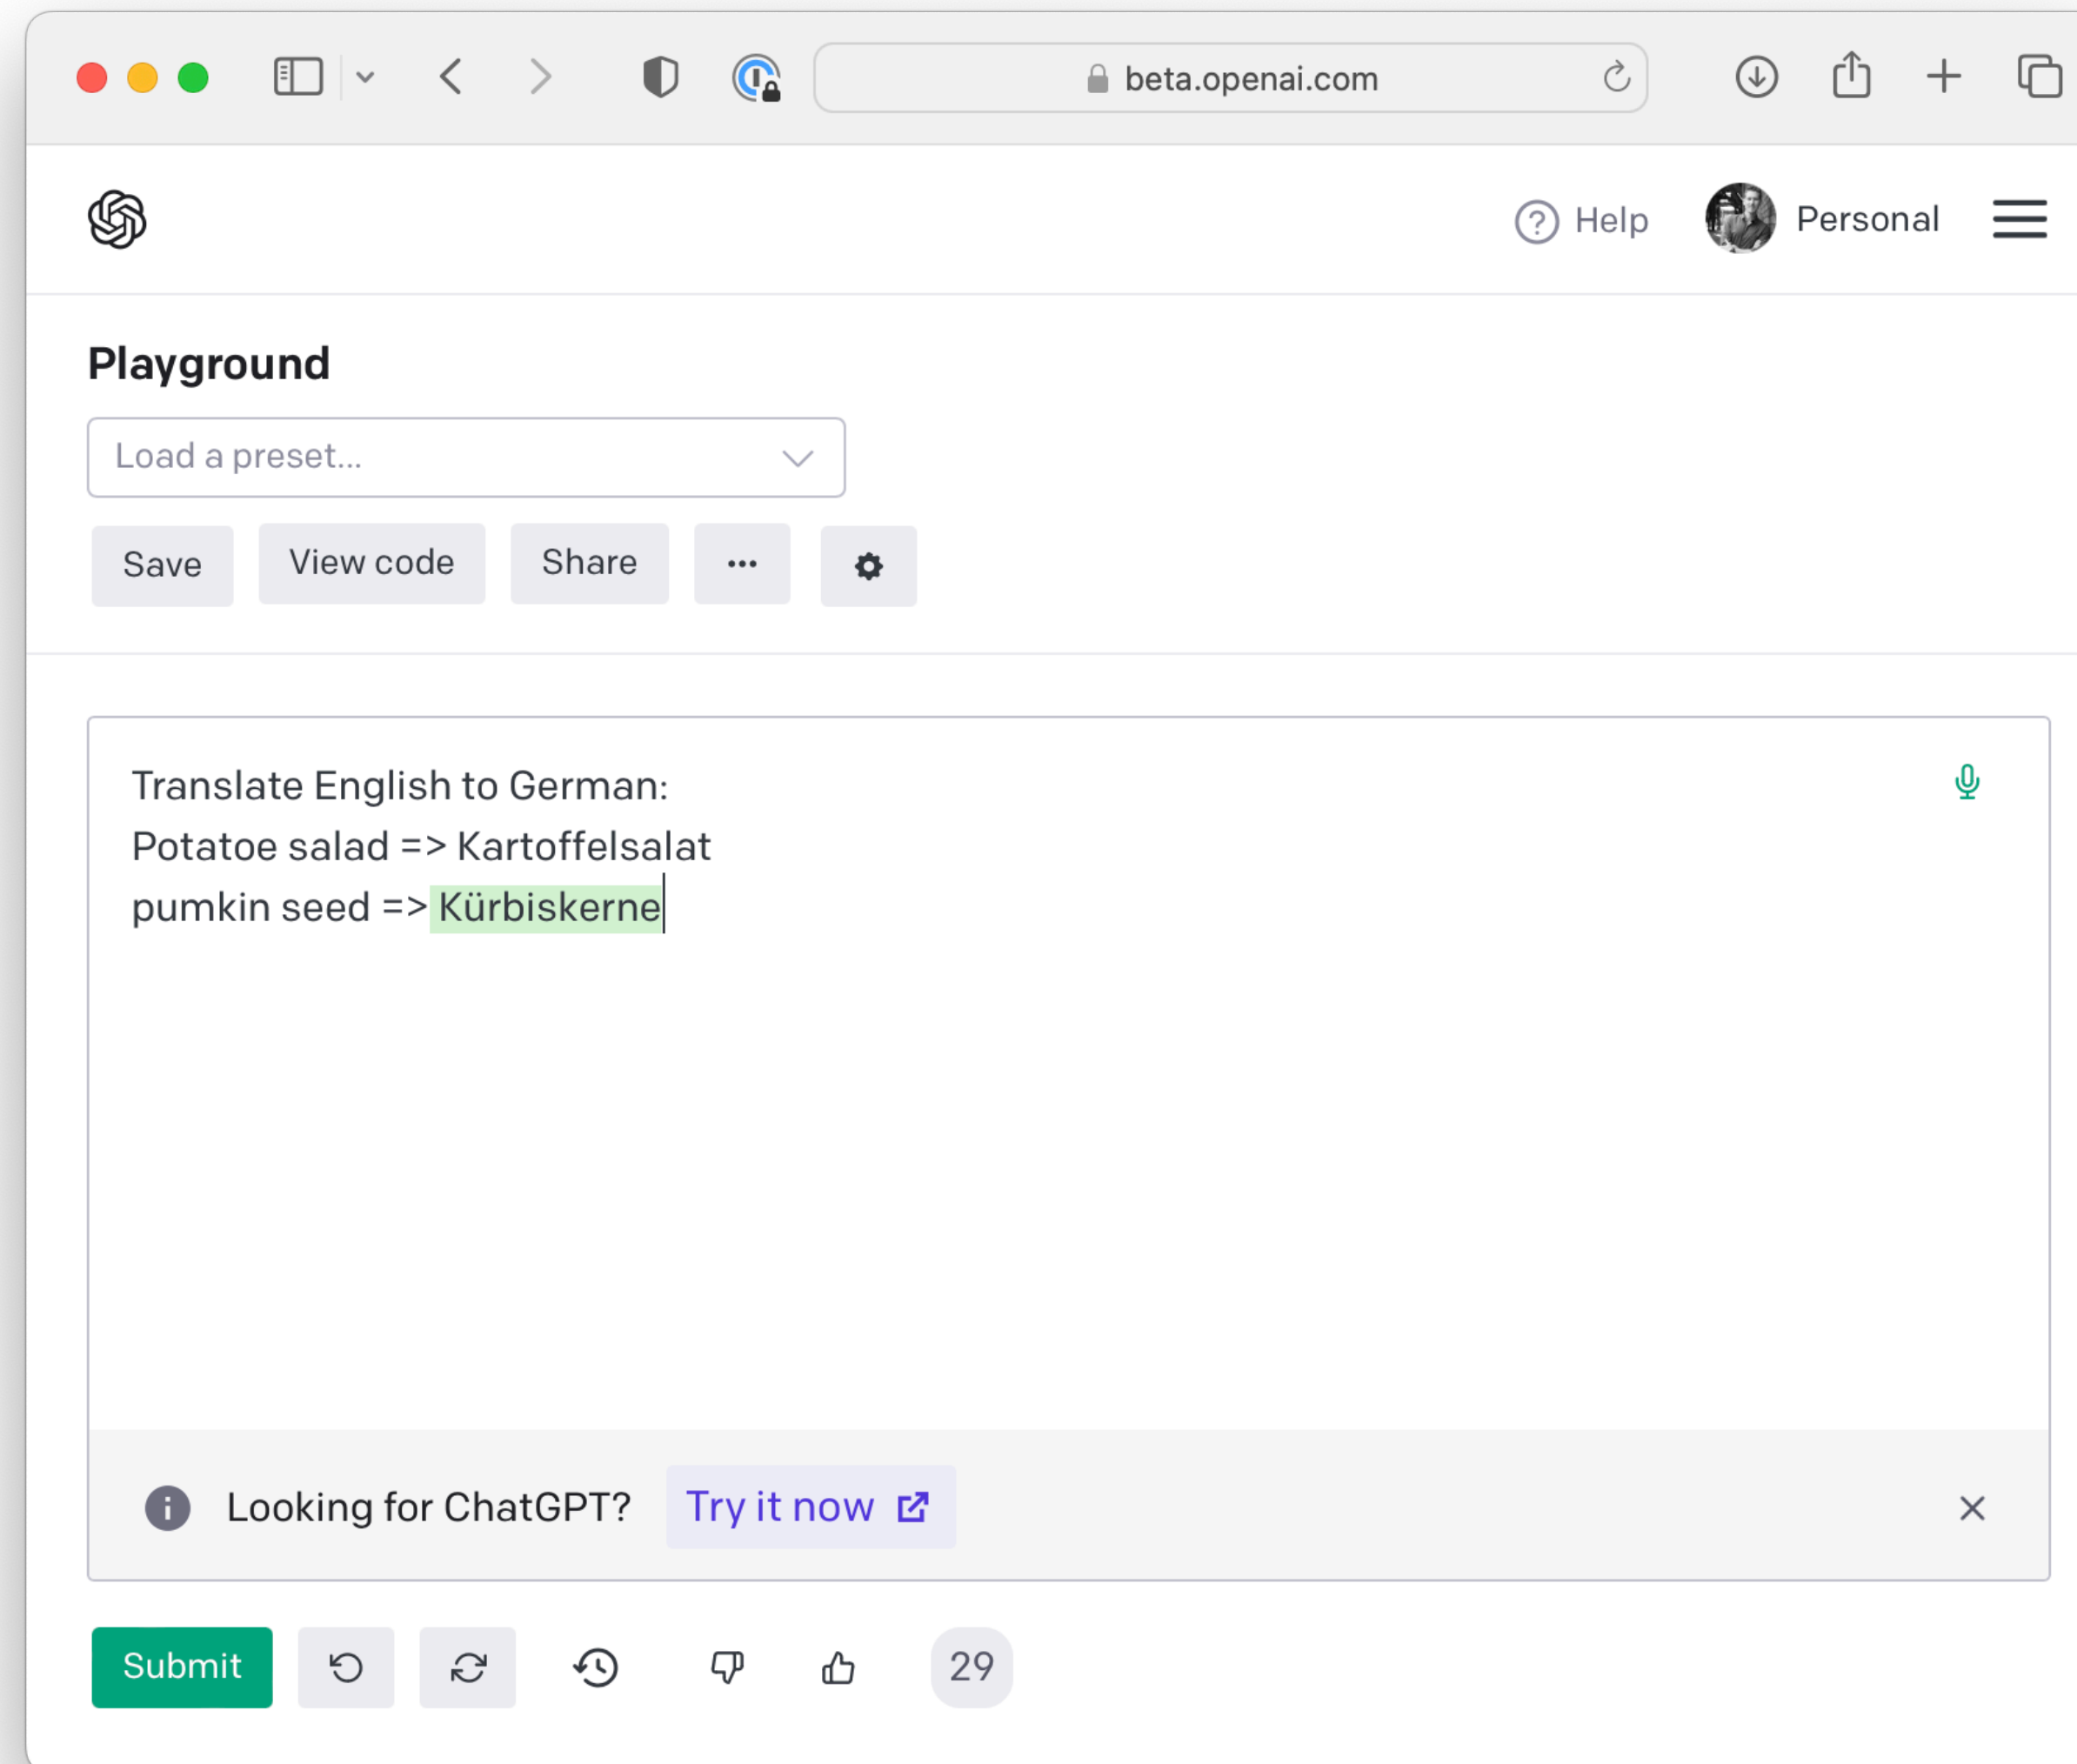 beta.openai.com
Help
Personal
Playground
Load a preset...
Save
View code
Share
...
Translate English to German:
Potatoe salad => Kartoffelsalat
pumkin seed => Kürbiskerne
Looking for ChatGPT?
Try it now
Submit
29